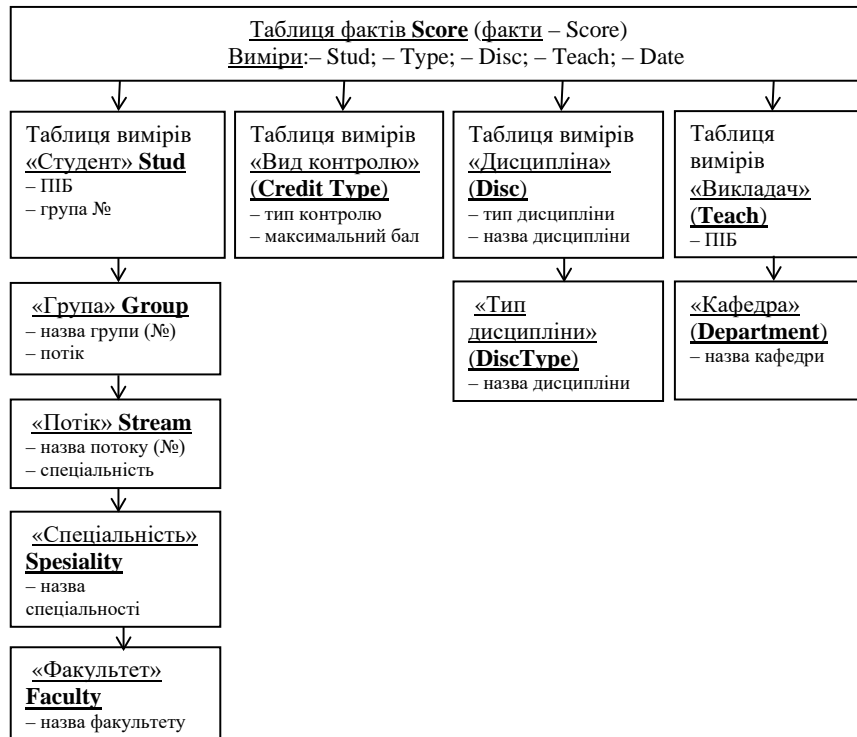 Таблиця фактів Score (факти – Score)
Виміри:– Stud; – Type; – Disc; – Teach; – Date
Таблиця вимірів
«Студент» Stud
– ПІБ
– група №
Таблиця вимірів
«Вид контролю»
(Credit Type)
– тип контролю
– максимальний бал
Таблиця вимірів
«Дисципліна»
(Disc)
– тип дисципліни
– назва дисципліни
Таблиця
вимірів
«Викладач»
(Teach)
– ПІБ
«Група» Group
– назва групи (№)
– потік
«Тип
дисципліни»
(DiscType)
– назва дисципліни
«Кафедра»
(Department)
– назва кафедри
«Потік» Stream
– назва потоку (№)
– спеціальність
«Спеціальність»
Spesiality
– назва
спеціальності
«Факультет»
Faculty
– назва факультету